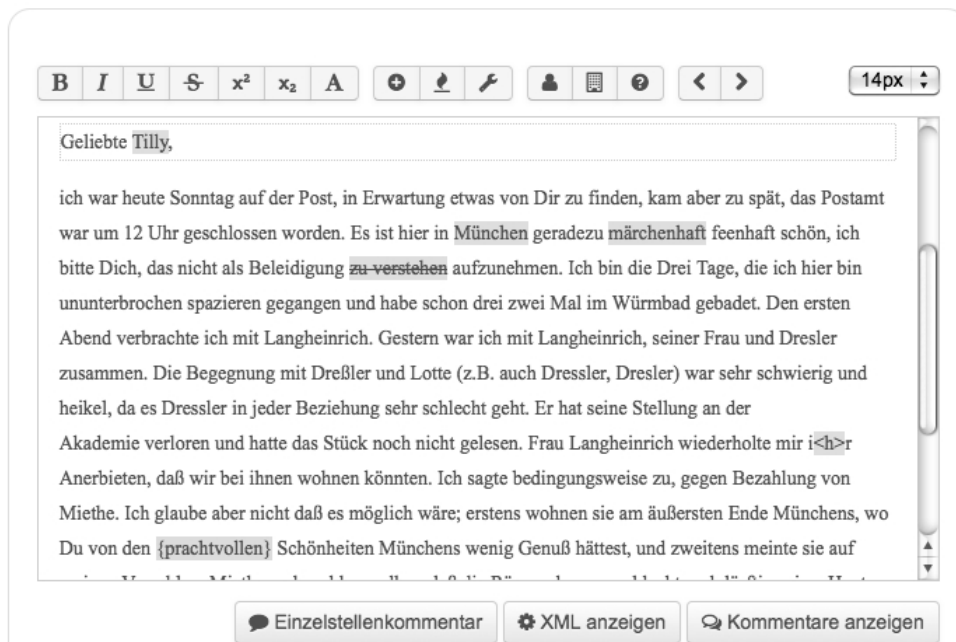 B I U S x² x₂ A 14px
Geliebte Tilly,
ich war heute Sonntag auf der Post, in Erwartung etwas von Dir zu finden, kam aber zu spät, das Postamt
war um 12 Uhr geschlossen worden. Es ist hier in München geradezu märchenhaft feenhaft schön, ich
bitte Dich, das nicht als Beleidigung zu verstehen aufzunehmen. Ich bin die Drei Tage, die ich hier bin
ununterbrochen spazieren gegangen und habe schon drei zwei Mal im Würmbad gebadet. Den ersten
Abend verbrachte ich mit Langheinrich. Gestern war ich mit Langheinrich, seiner Frau und Dresler
zusammen. Die Begegnung mit Dreßler und Lotte (z.B. auch Dressler, Dresler) war sehr schwierig und
heikel, da es Dressler in jeder Beziehung sehr schlecht geht. Er hat seine Stellung an der
Akademie verloren und hatte das Stück noch nicht gelesen. Frau Langheinrich wiederholte mir i<h>r
Anerbieten, daß wir bei ihnen wohnen könnten. Ich sagte bedingungsweise zu, gegen Bezahlung von
Miethe. Ich glaube aber nicht daß es möglich wäre; erstens wohnen sie am äußersten Ende Münchens, wo
Du von den {prachtvollen} Schönheiten Münchens wenig Genuß hättest, und zweitens meinte sie auf
Einzelstellenkommentar XML anzeigen Kommentare anzeigen